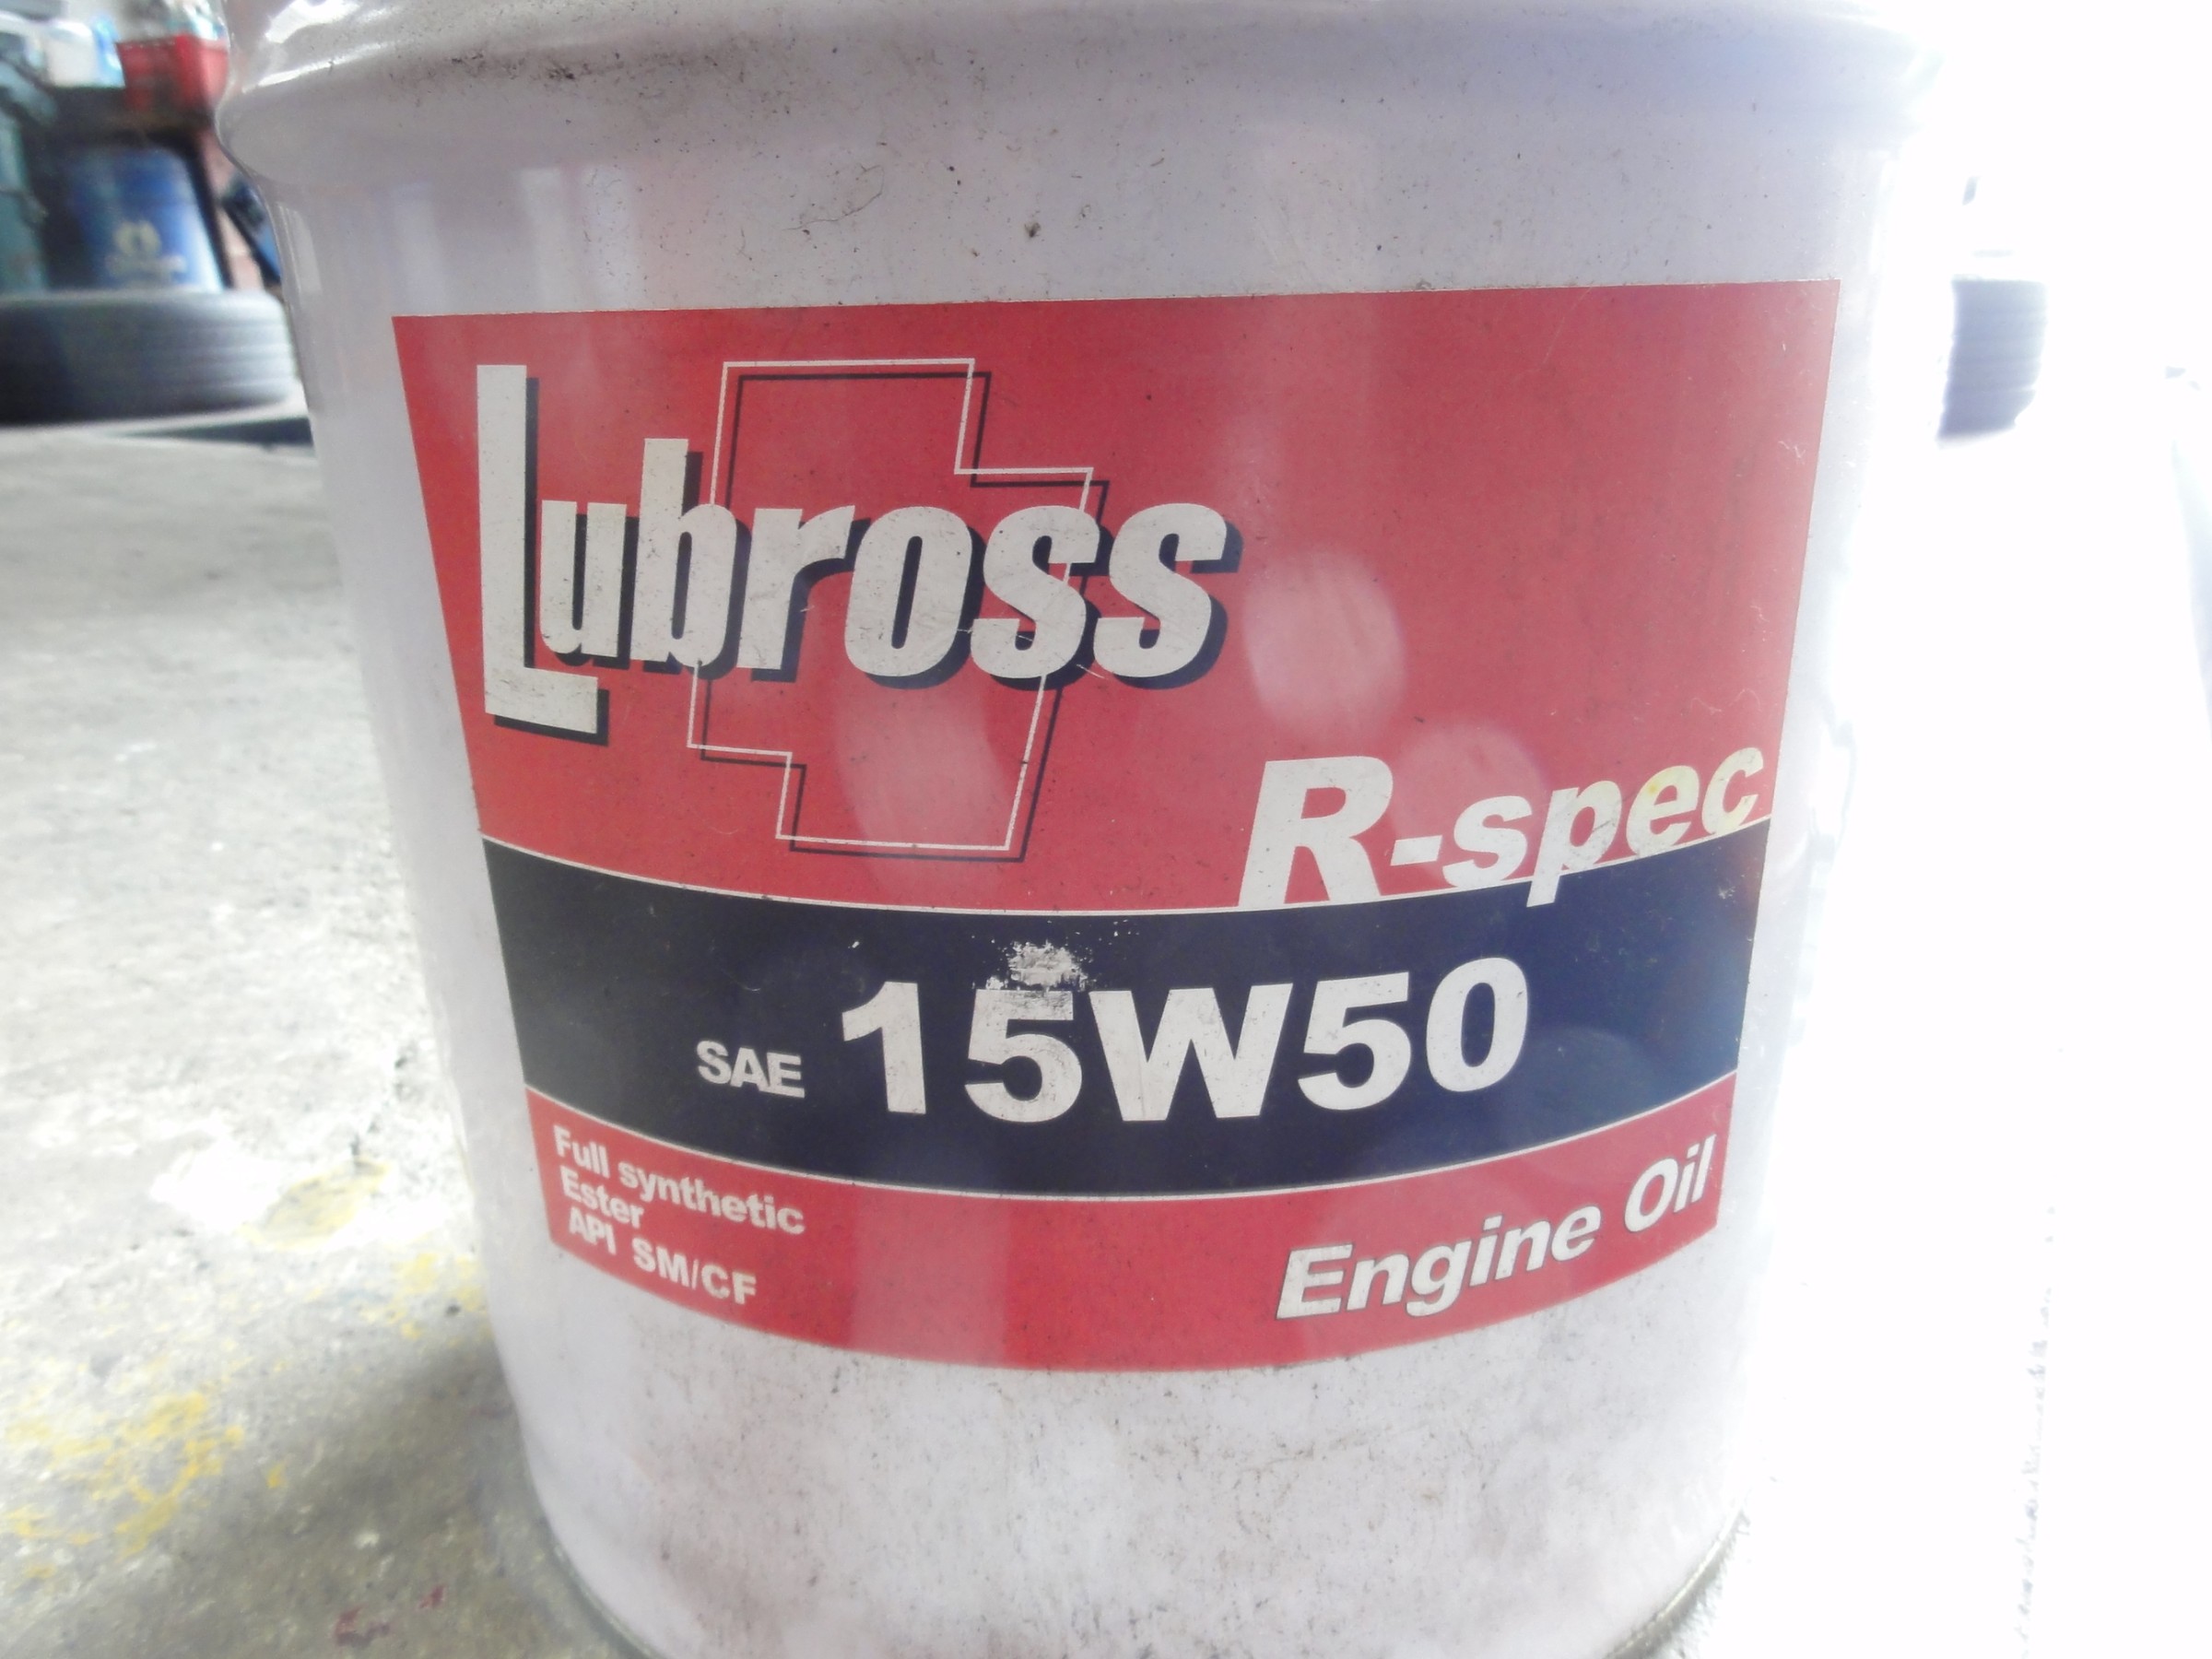 Lubross
R-spec
SAE 15W50
Full synthetic
Ester
API SM/CF
Engine Oil